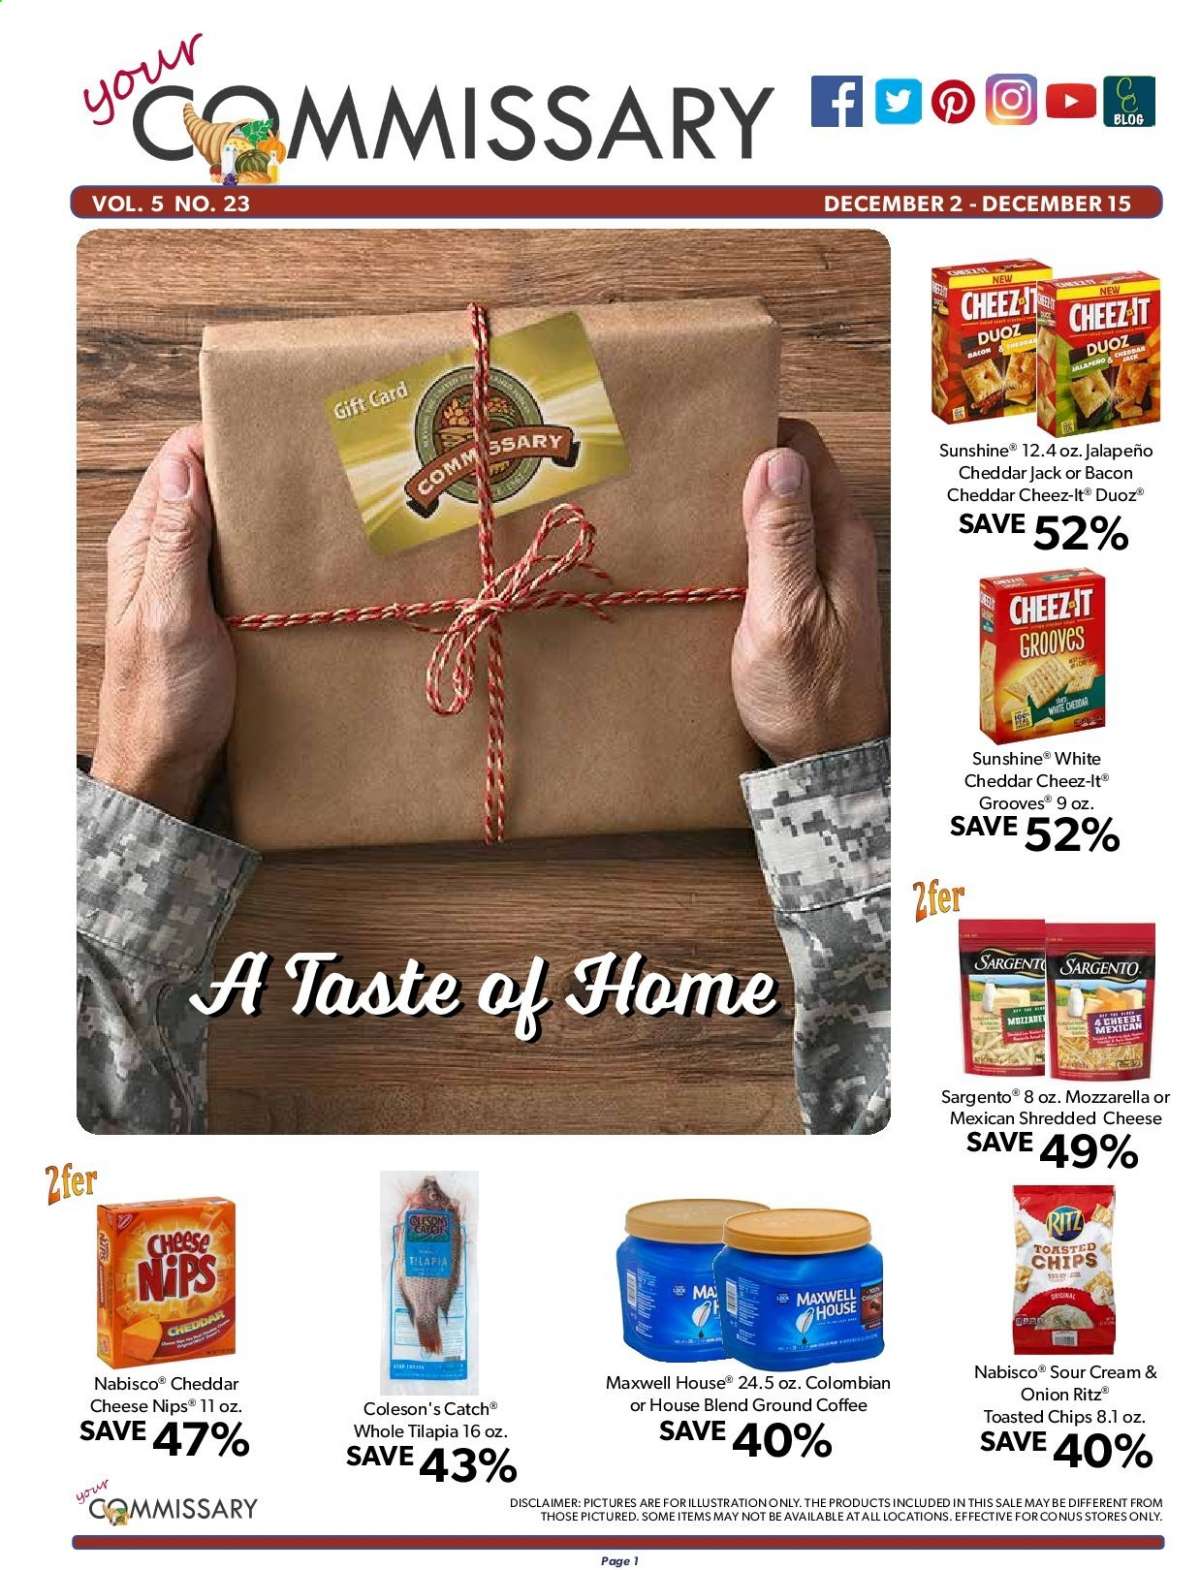 your
COMMISSARY
BLOG
VOL. 5 NO. 23
DECEMBER 2 - DECEMBER 15
Gift Card
COMMISSARY
A Taste of Home
NEW
CHEEZ-IT
DUOZ
BACON & CHEDDAR
NEW
CHEEZ-IT
DUOZ
JALAPEÑO & CHEDDAR JACK
Sunshine® 12.4 oz. Jalapeño
Cheddar Jack or Bacon
Cheddar Cheez-It® Duoz®
SAVE 52%
CHEEZ-IT
GROOVES
WHITE CHEDDAR
Sunshine® White
Cheddar Cheez-It®
Grooves® 9 oz.
SAVE 52%
2fer
SARGENTO
OFF THE BLOCK
MOZZARELLA
SARGENTO
OFF THE BLOCK
4 CHEESE
MEXICAN
Sargento® 8 oz. Mozzarella or
Mexican Shredded Cheese
SAVE 49%
2fer
CHEESE
NIPS
CHEDDAR
Nabisco® Cheddar
Cheese Nips® 11 oz.
SAVE 47%
COLESON'S
CATCH
TILAPIA
Coleson's Catch®
Whole Tilapia 16 oz.
SAVE 43%
MAXWELL
HOUSE
Maxwell House® 24.5 oz. Colombian
or House Blend Ground Coffee
SAVE 40%
RITZ
TOASTED
CHIPS
ORIGINAL
Nabisco® Sour Cream &
Onion Ritz®
Toasted Chips 8.1 oz.
SAVE 40%
your
COMMISSARY
DISCLAIMER: PICTURES ARE FOR ILLUSTRATION ONLY. THE PRODUCTS INCLUDED IN THIS SALE MAY BE DIFFERENT FROM
THOSE PICTURED. SOME ITEMS MAY NOT BE AVAILABLE AT ALL LOCATIONS. EFFECTIVE FOR CONUS STORES ONLY.
Page 1